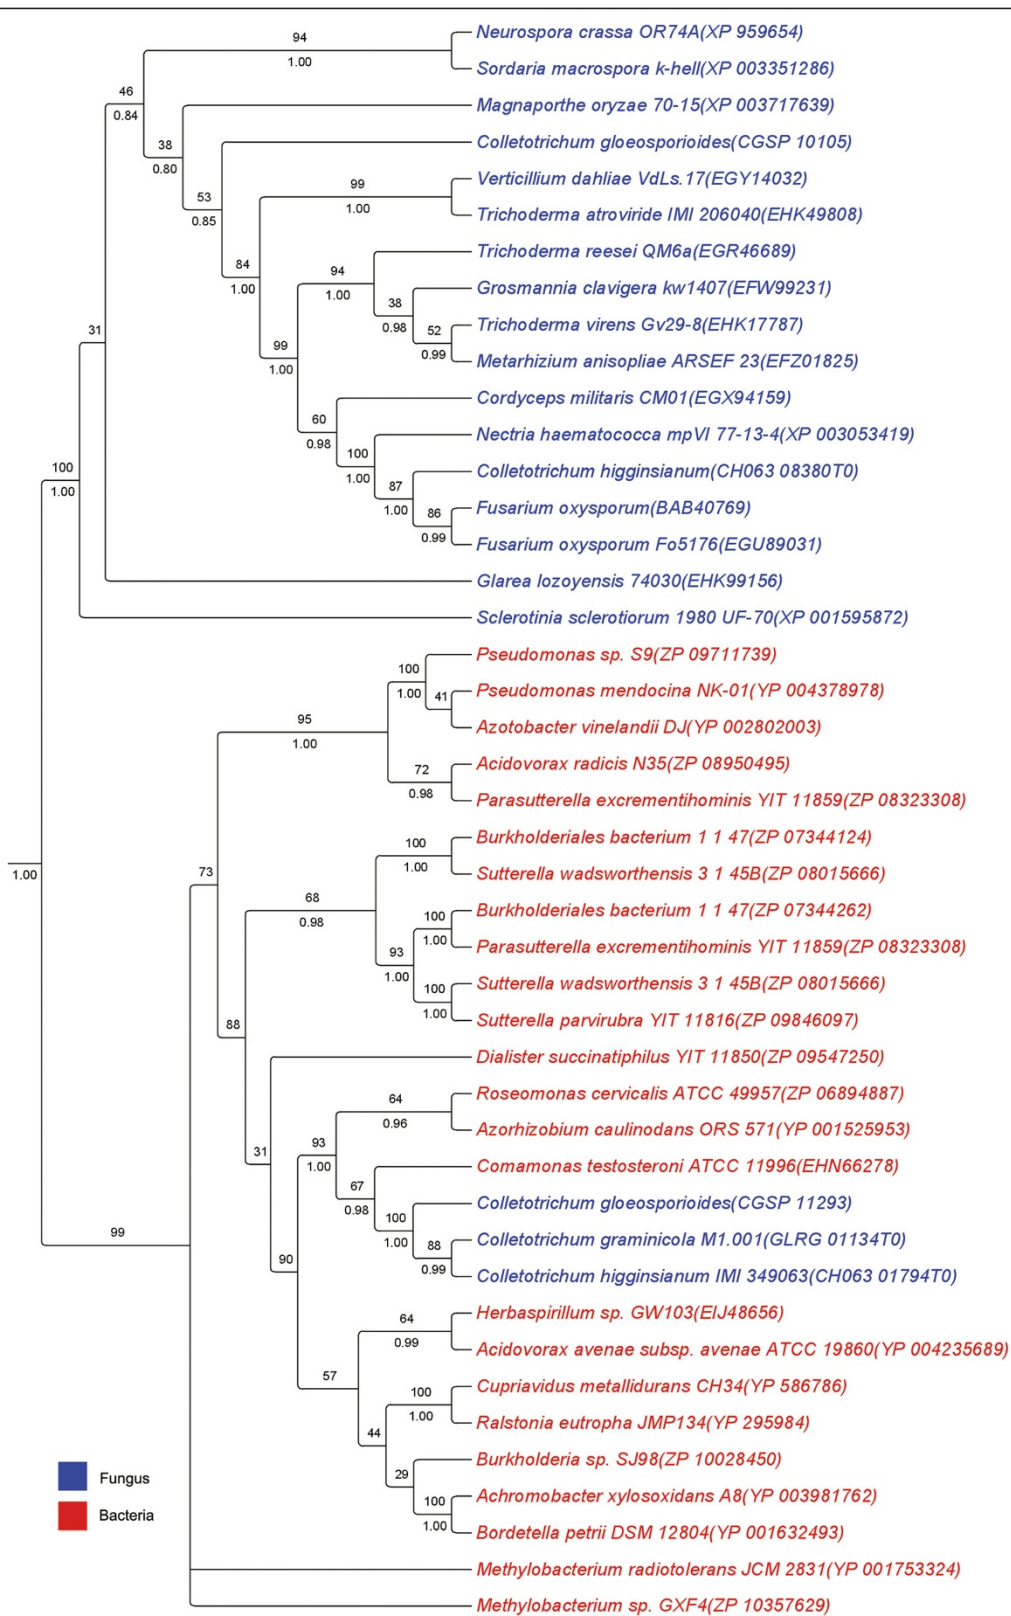 Neurospora crassa OR74A(XP 959654)
94
1.00
Sordaria macrospora k-hell(XP 003351286)
46
0.84
Magnaporthe oryzae 70-15(XP 003717639)
38
0.80
Colletotrichum gloeosporioides(CGSP 10105)
53
0.85
Verticillium dahliae VdLs.17(EGY14032)
99
1.00
Trichoderma atroviride IMI 206040(EHK49808)
84
1.00
Trichoderma reesei QM6a(EGR46689)
94
1.00
Grosmannia clavigera kw1407(EFW99231)
38
0.98
Trichoderma virens Gv29-8(EHK17787)
52
0.99
Metarhizium anisopliae ARSEF 23(EFZ01825)
31
99
1.00
Cordyceps militaris CM01(EGX94159)
60
0.98
Nectria haematococca mpVI 77-13-4(XP 003053419)
100
1.00
Colletotrichum higginsianum(CH063 08380T0)
87
1.00
Fusarium oxysporum(BAB40769)
86
0.99
Fusarium oxysporum Fo5176(EGU89031)
100
1.00
Glarea lozoyensis 74030(EHK99156)
Sclerotinia sclerotiorum 1980 UF-70(XP 001595872)
Pseudomonas sp. S9(ZP 09711739)
100
1.00
Pseudomonas mendocina NK-01(YP 004378978)
41
Azotobacter vinelandii DJ(YP 002802003)
95
1.00
Acidovorax radicis N35(ZP 08950495)
72
0.98
Parasutterella excrementihominis YIT 11859(ZP 08323308)
Burkholderiales bacterium 1 1 47(ZP 07344124)
100
1.00
Sutterella wadsworthensis 3 1 45B(ZP 08015666)
1.00
73
68
0.98
Burkholderiales bacterium 1 1 47(ZP 07344262)
100
1.00
Parasutterella excrementihominis YIT 11859(ZP 08323308)
93
1.00
Sutterella wadsworthensis 3 1 45B(ZP 08015666)
100
1.00
Sutterella parvirubra YIT 11816(ZP 09846097)
88
Dialister succinatiphilus YIT 11850(ZP 09547250)
Roseomonas cervicalis ATCC 49957(ZP 06894887)
64
0.96
Azorhizobium caulinodans ORS 571(YP 001525953)
31
93
1.00
Comamonas testosteroni ATCC 11996(EHN66278)
67
0.98
Colletotrichum gloeosporioides(CGSP 11293)
100
1.00
Colletotrichum graminicola M1.001(GLRG 01134T0)
88
0.99
Colletotrichum higginsianum IMI 349063(CH063 01794T0)
99
90
Herbaspirillum sp. GW103(EIJ48656)
64
0.99
Acidovorax avenae subsp. avenae ATCC 19860(YP 004235689)
57
Cupriavidus metallidurans CH34(YP 586786)
100
1.00
Ralstonia eutropha JMP134(YP 295984)
44
Burkholderia sp. SJ98(ZP 10028450)
29
Achromobacter xylosoxidans A8(YP 003981762)
100
1.00
Bordetella petrii DSM 12804(YP 001632493)
Methylobacterium radiotolerans JCM 2831(YP 001753324)
Methylobacterium sp. GXF4(ZP 10357629)
Fungus
Bacteria